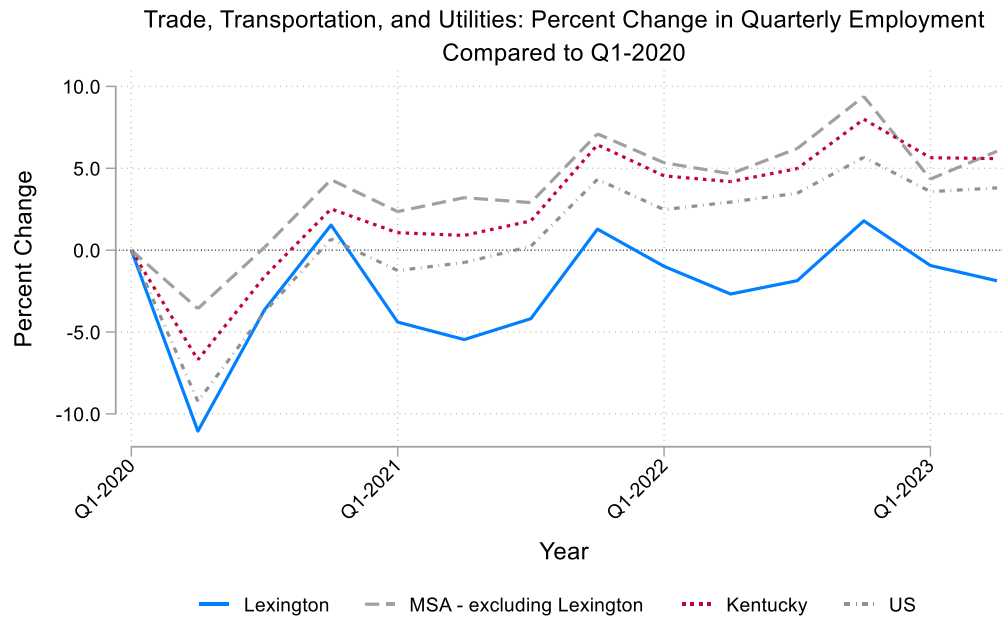 Trade, Transportation, and Utilities: Percent Change in Quarterly Employment
Compared to Q1-2020
Percent Change
10.0
5.0
0.0
-5.0
-10.0
Q1-2020
Q1-2021
Q1-2022
Q1-2023
Year
Lexington
MSA - excluding Lexington
Kentucky
US